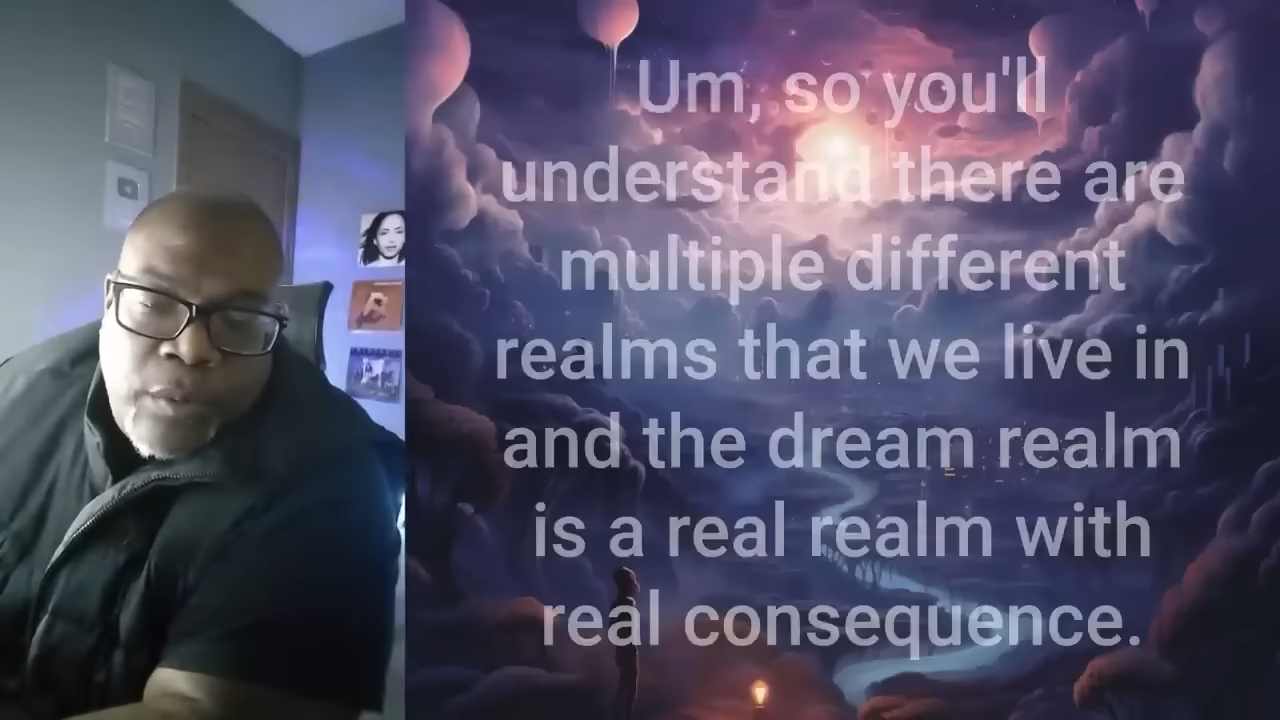 Um, so you'll
understand there are
multiple different
realms that we live in
and the dream realm
is a real realm with
real consequence.